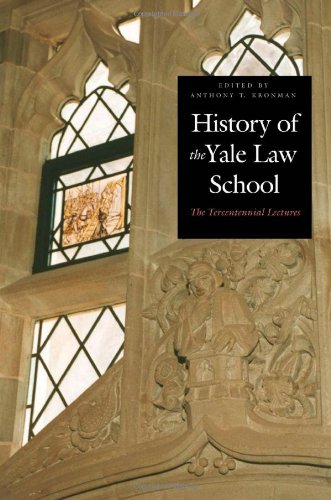 EDITED BY
ANTHONY T. KRONMAN
History of
the Yale Law
School
The Tercentennial Lectures